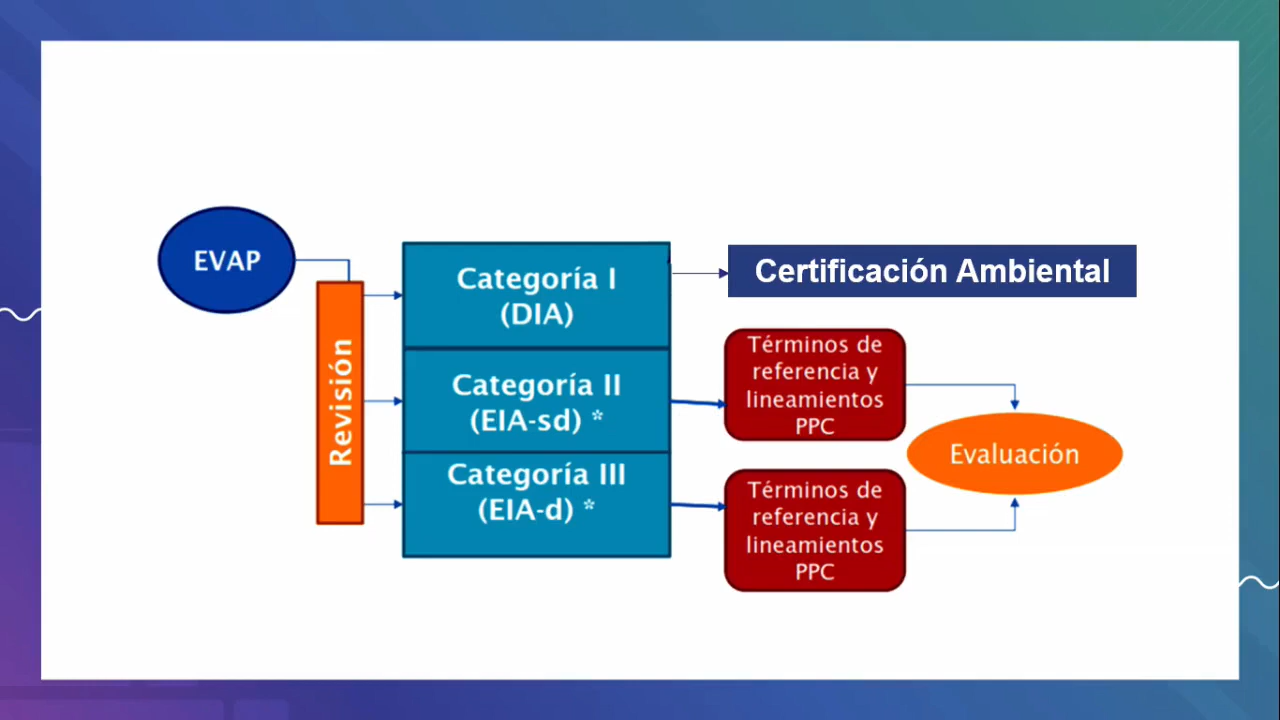 EVAP
Revisión
Categoría I
(DIA)
Categoría II
(EIA-sd) *
Categoría III
(EIA-d) *
Certificación Ambiental
Términos de
referencia y
lineamientos
PPC
Términos de
referencia y
lineamientos
PPC
Evaluación